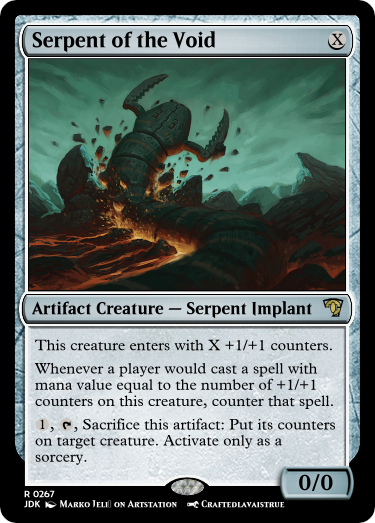 Serpent of the Void X
Artifact Creature — Serpent Implant
This creature enters with X +1/+1 counters.
Whenever a player would cast a spell with
mana value equal to the number of +1/+1
counters on this creature, counter that spell.
1, , Sacrifice this artifact: Put its counters
on target creature. Activate only as a
sorcery.
0/0
R 0267
JDK Marko Jeli on Artstation Craftedlavaistrue